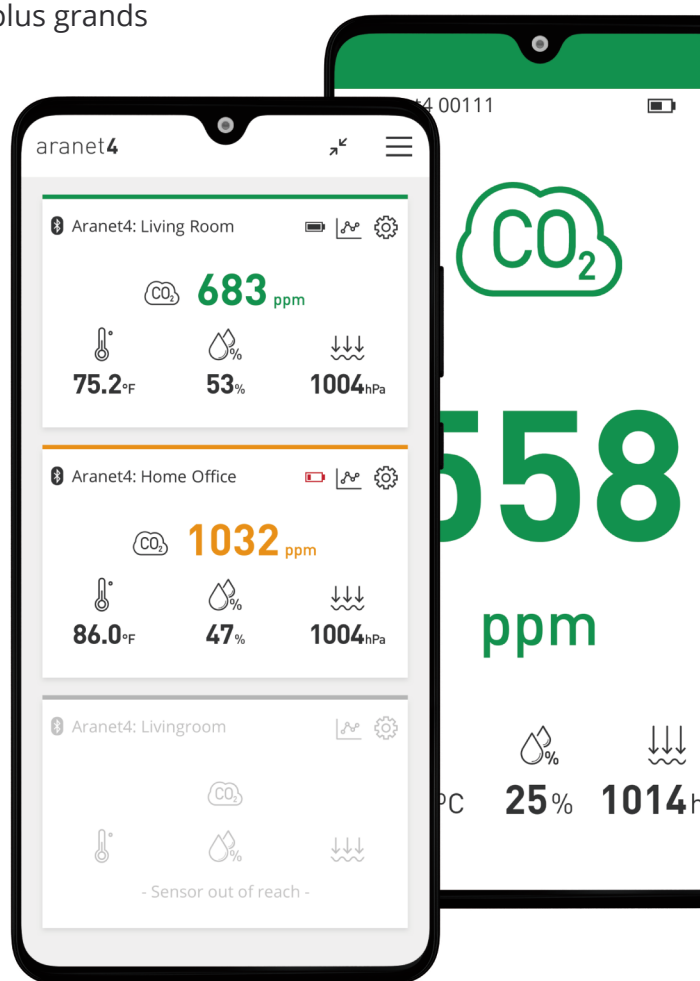 plus grands
aranet4
Aranet4: Living Room
CO₂ 683 ppm
75.2°F 53% 1004hPa
Aranet4: Home Office
CO₂ 1032 ppm
86.0°F 47% 1004hPa
Aranet4: Livingroom
CO₂
- Sensor out of reach -
00111
CO₂
558
ppm
°C 25% 1014